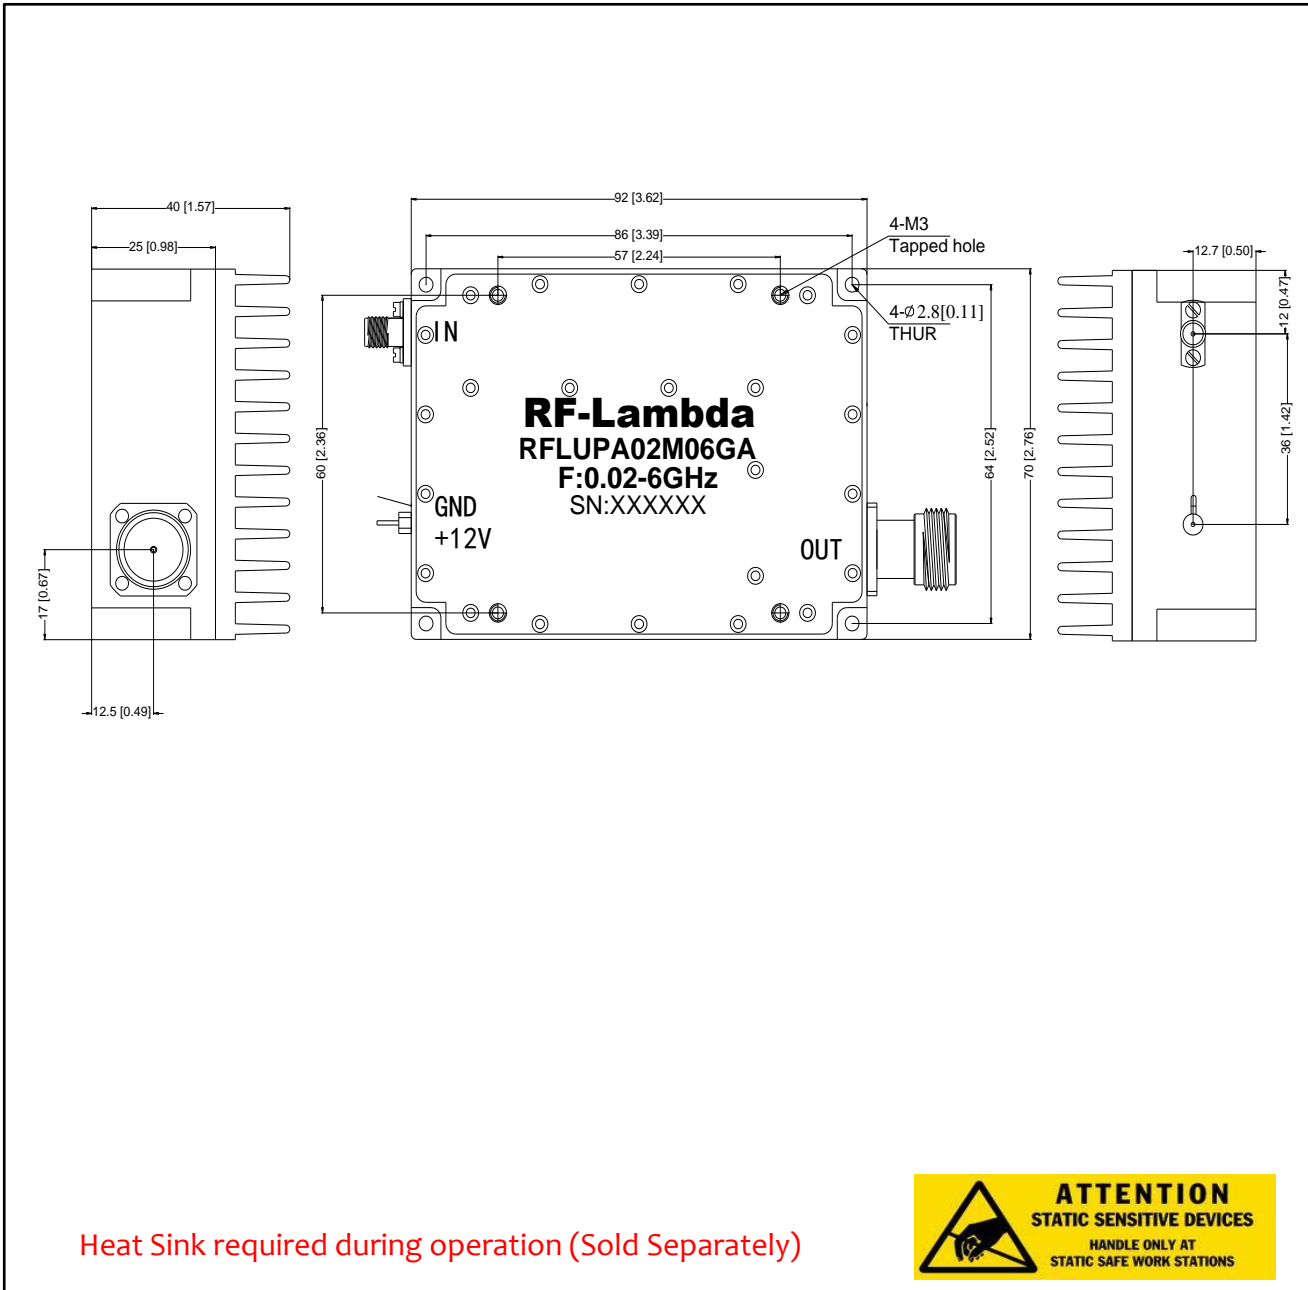 40 [1.57]
25 [0.98]
17 [0.67]
12.5 [0.49]
92 [3.62]
86 [3.39]
57 [2.24]
4-M3
Tapped hole
4-∅2.8[0.11]
THUR
60 [2.36]
64 [2.52]
70 [2.76]
IN
RF-Lambda
RFLUPA02M06GA
F:0.02-6GHz
SN:XXXXXX
GND
+12V
OUT
12.7 [0.50]
12 [0.47]
36 [1.42]
Heat Sink required during operation (Sold Separately)
ATTENTION
STATIC SENSITIVE DEVICES
HANDLE ONLY AT
STATIC SAFE WORK STATIONS